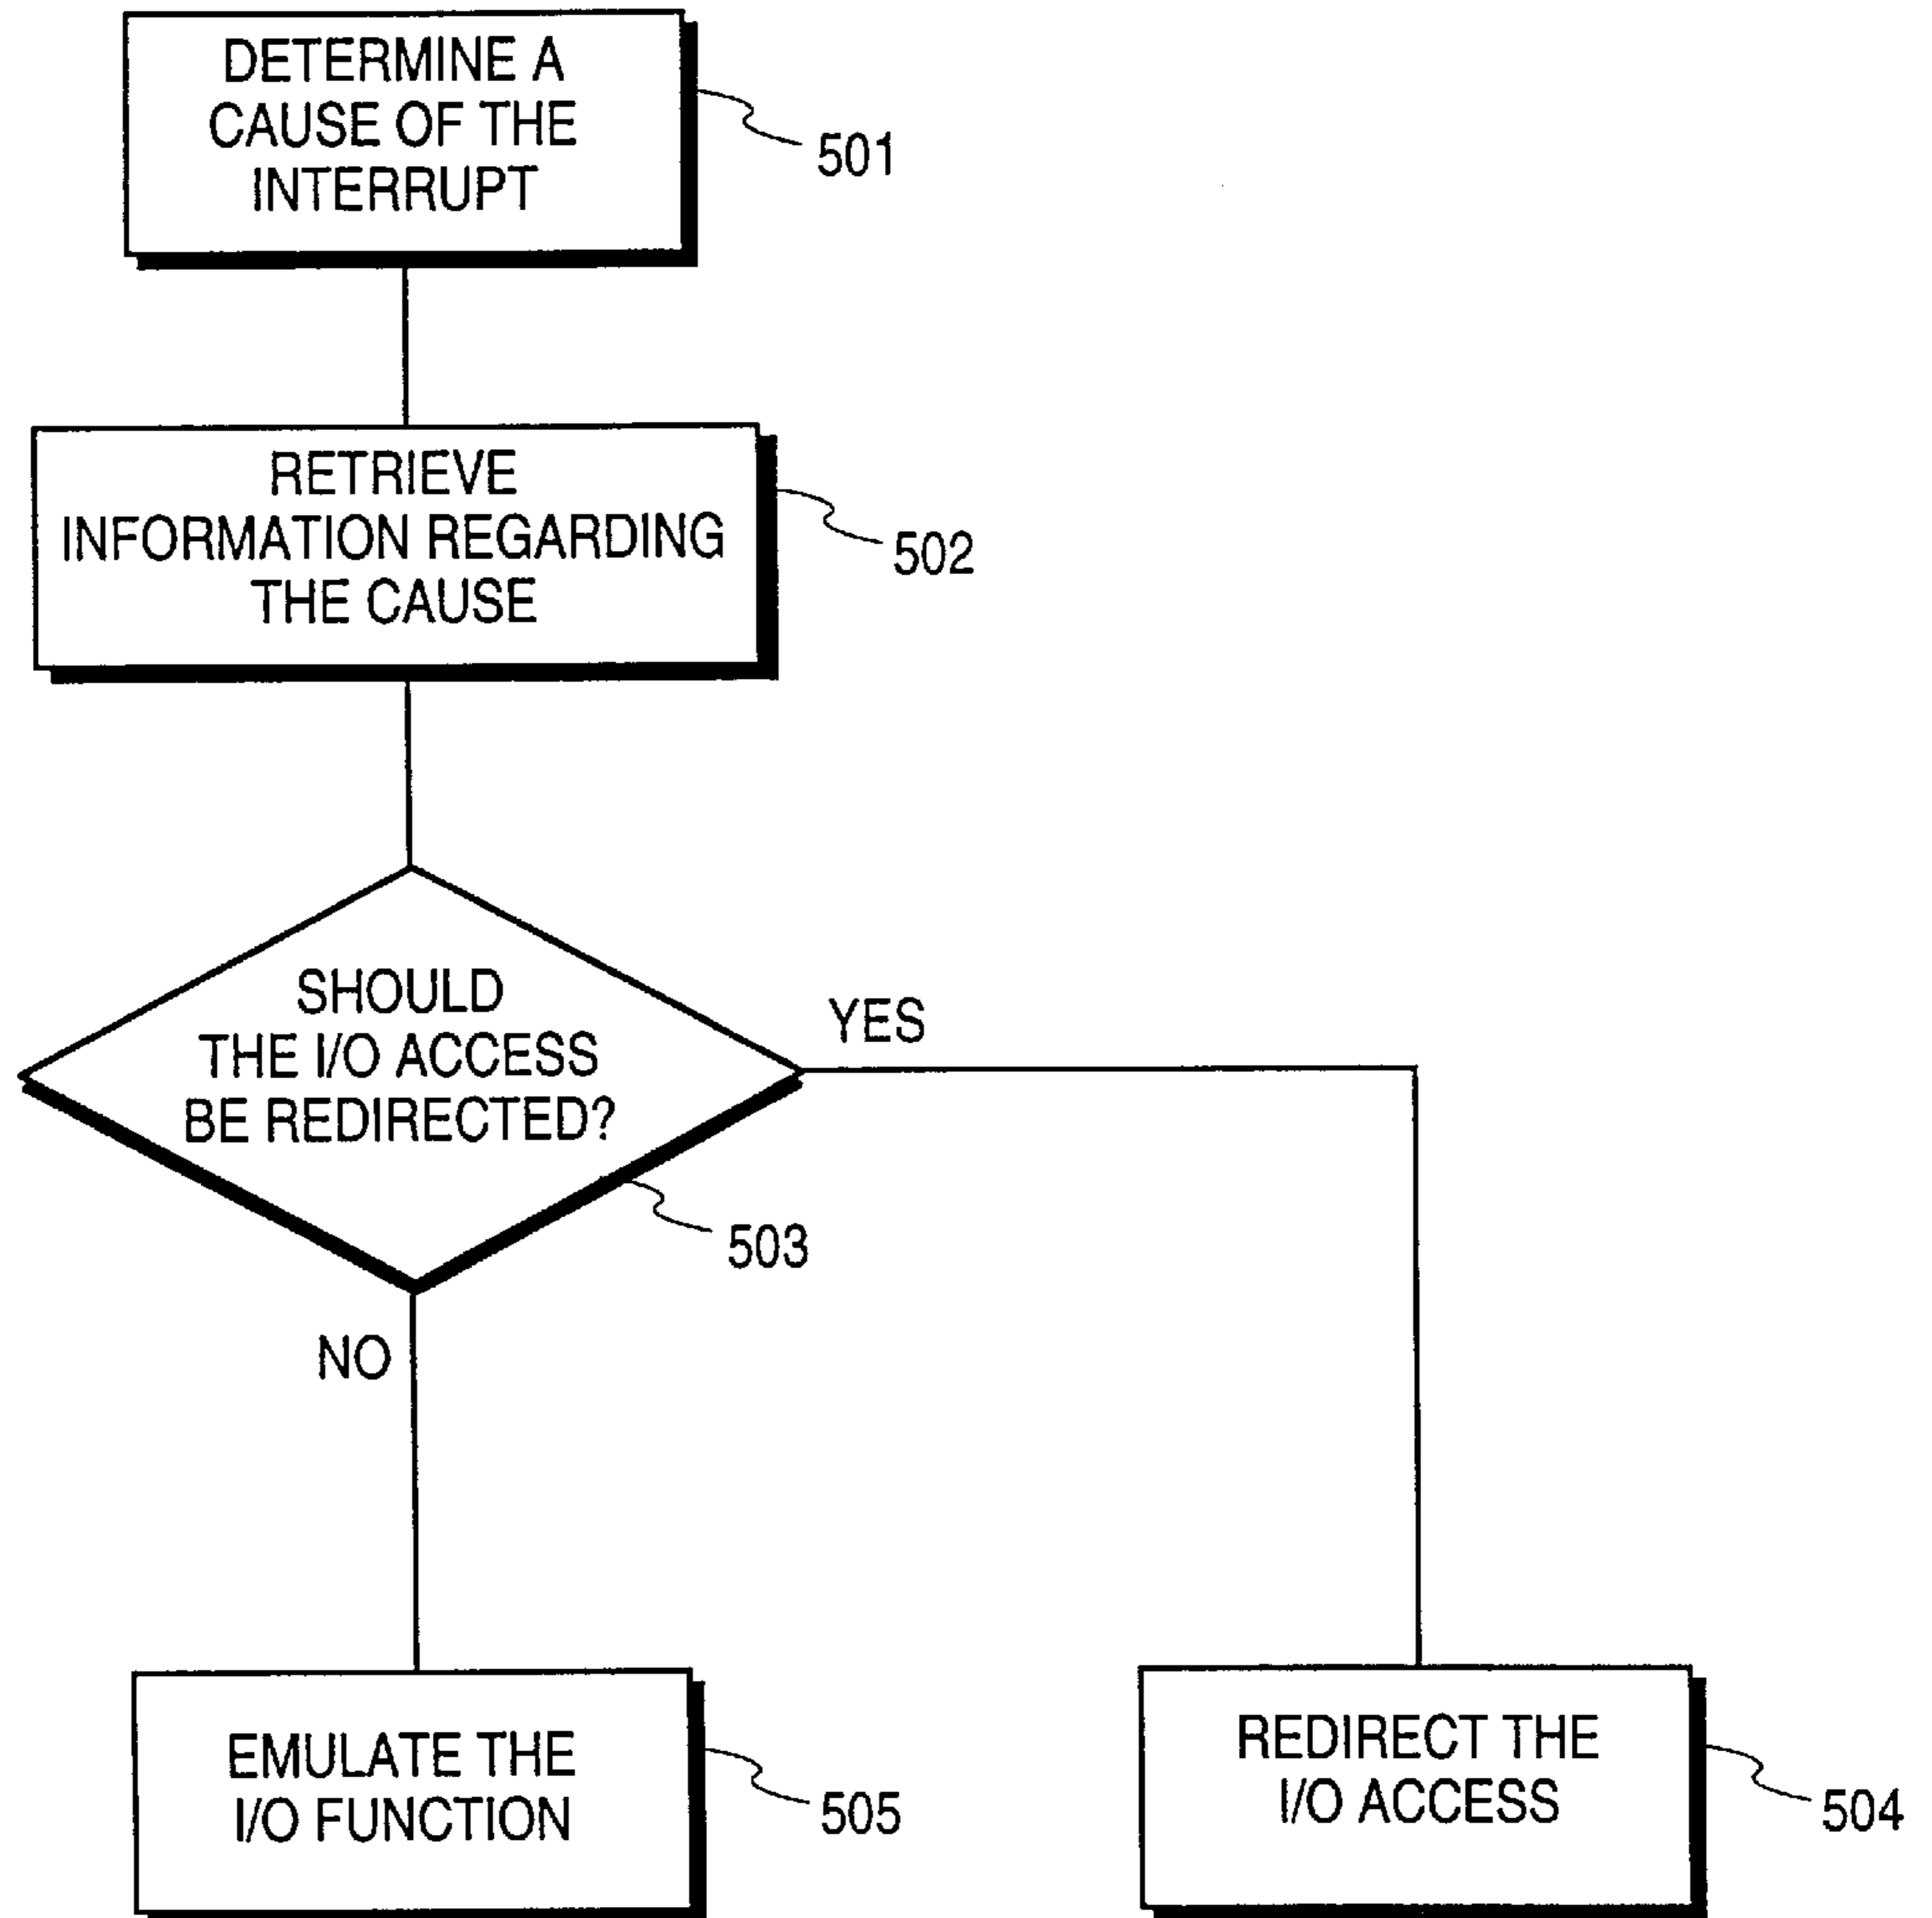 DETERMINE A
CAUSE OF THE
INTERRUPT
501
RETRIEVE
INFORMATION REGARDING
THE CAUSE
502
SHOULD
THE I/O ACCESS
BE REDIRECTED?
YES
503
NO
EMULATE THE
I/O FUNCTION
505
REDIRECT THE
I/O ACCESS
504